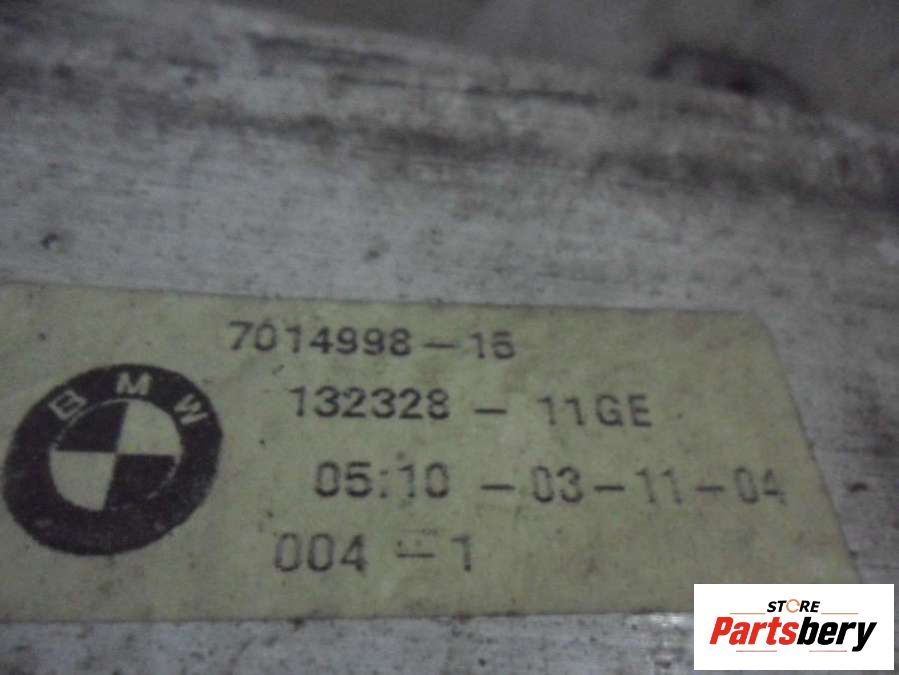 7014998-15
132328 - 11GE
BMW
05:10 - 03-11-04
004 - 1
STORE
Partsbery